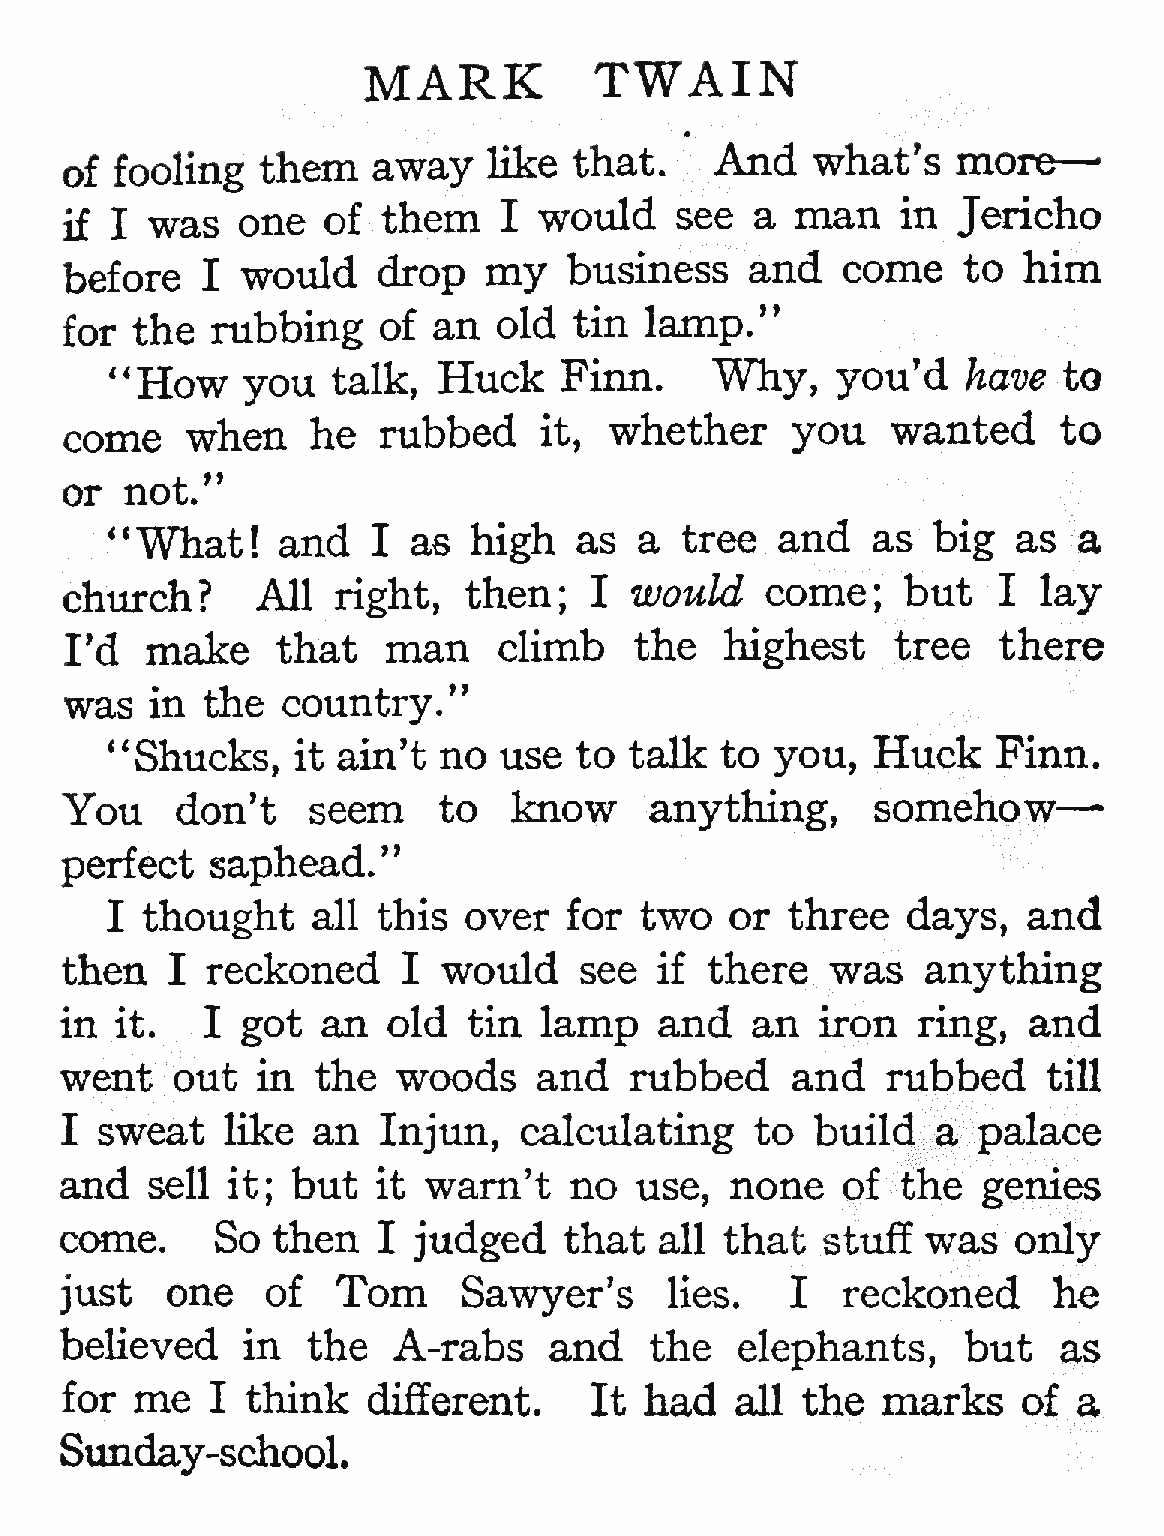 MARK TWAIN
of fooling them away like that. And what's more—
if I was one of them I would see a man in Jericho
before I would drop my business and come to him
for the rubbing of an old tin lamp."
"How you talk, Huck Finn. Why, you'd have to
come when he rubbed it, whether you wanted to
or not."
"What! and I as high as a tree and as big as a
church? All right, then; I would come; but I lay
I'd make that man climb the highest tree there
was in the country."
"Shucks, it ain't no use to talk to you, Huck Finn.
You don't seem to know anything, somehow—
perfect saphead."
I thought all this over for two or three days, and
then I reckoned I would see if there was anything
in it. I got an old tin lamp and an iron ring, and
went out in the woods and rubbed and rubbed till
I sweat like an Injun, calculating to build a palace
and sell it; but it warn't no use, none of the genies
come. So then I judged that all that stuff was only
just one of Tom Sawyer's lies. I reckoned he
believed in the A-rabs and the elephants, but as
for me I think different. It had all the marks of a
Sunday-school.